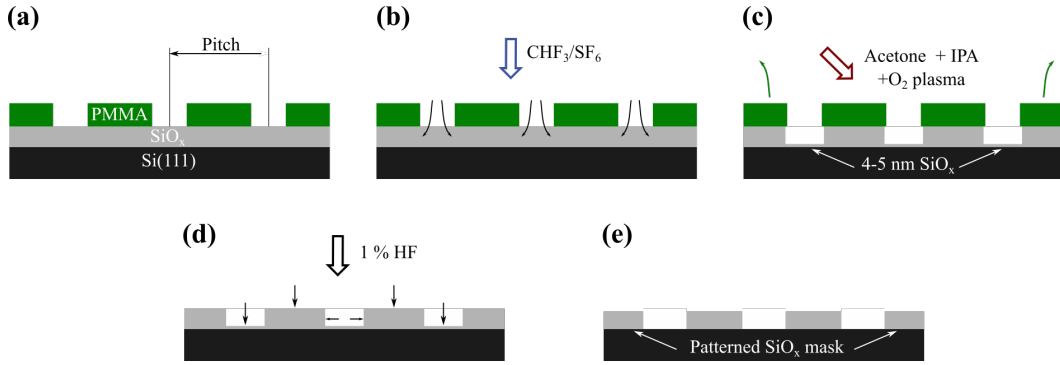 (a)
Pitch
PMMA
SiOₓ
Si(111)
(b)
CHF₃/SF₆
(c)
Acetone + IPA
+O₂ plasma
4-5 nm SiOₓ
(d)
1 % HF
(e)
Patterned SiOₓ mask